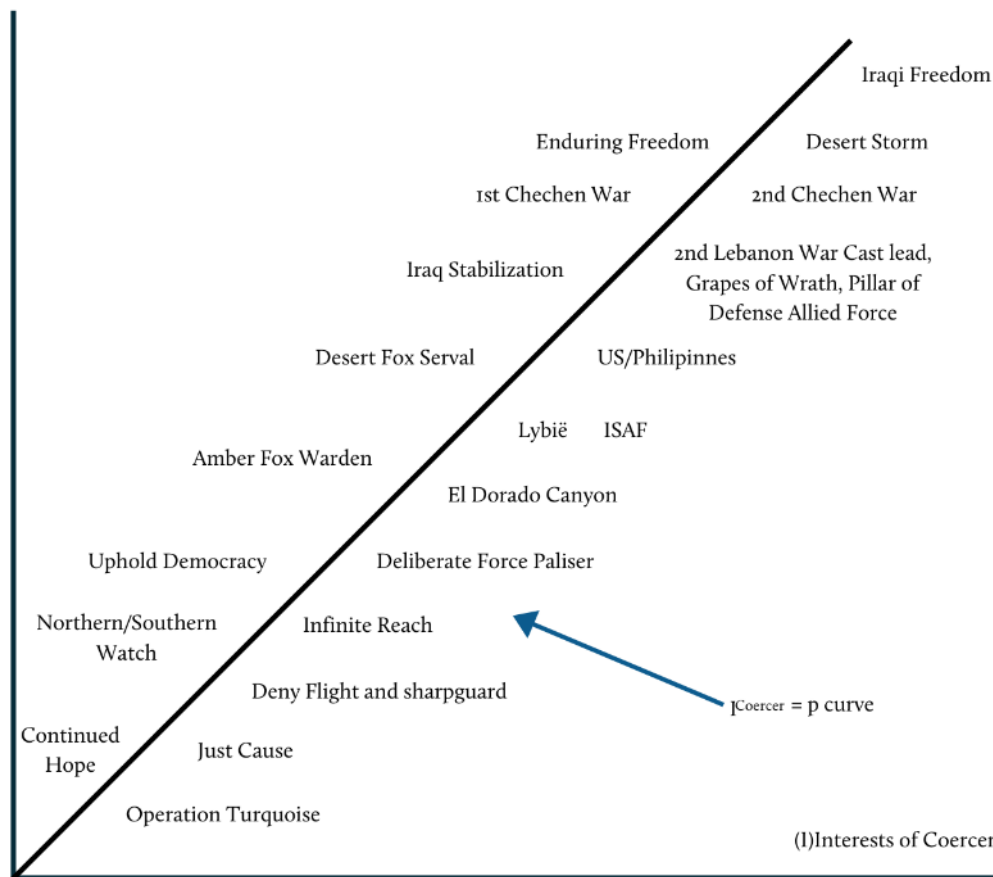 Iraqi Freedom
Enduring Freedom
Desert Storm
1st Chechen War
2nd Chechen War
2nd Lebanon War Cast lead,
Grapes of Wrath, Pillar of
Defense Allied Force
Iraq Stabilization
Desert Fox Serval
US/Philipinnes
Lybië
ISAF
Amber Fox Warden
El Dorado Canyon
Uphold Democracy
Deliberate Force Paliser
Northern/Southern
Watch
Infinite Reach
Deny Flight and sharpguard
Coercer = p curve
Continued
Hope
Just Cause
Operation Turquoise
(I)Interests of Coercer